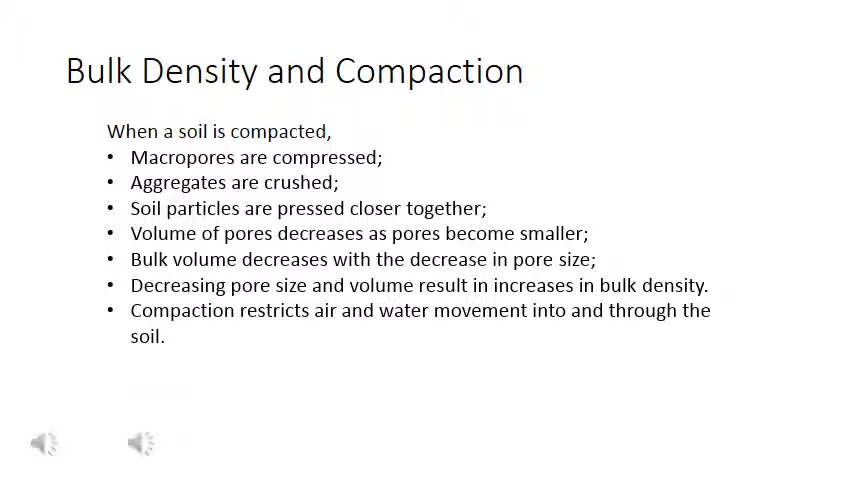 Bulk Density and Compaction
When a soil is compacted,
• Macropores are compressed;
• Aggregates are crushed;
• Soil particles are pressed closer together;
• Volume of pores decreases as pores become smaller;
• Bulk volume decreases with the decrease in pore size;
• Decreasing pore size and volume result in increases in bulk density.
• Compaction restricts air and water movement into and through the
soil.